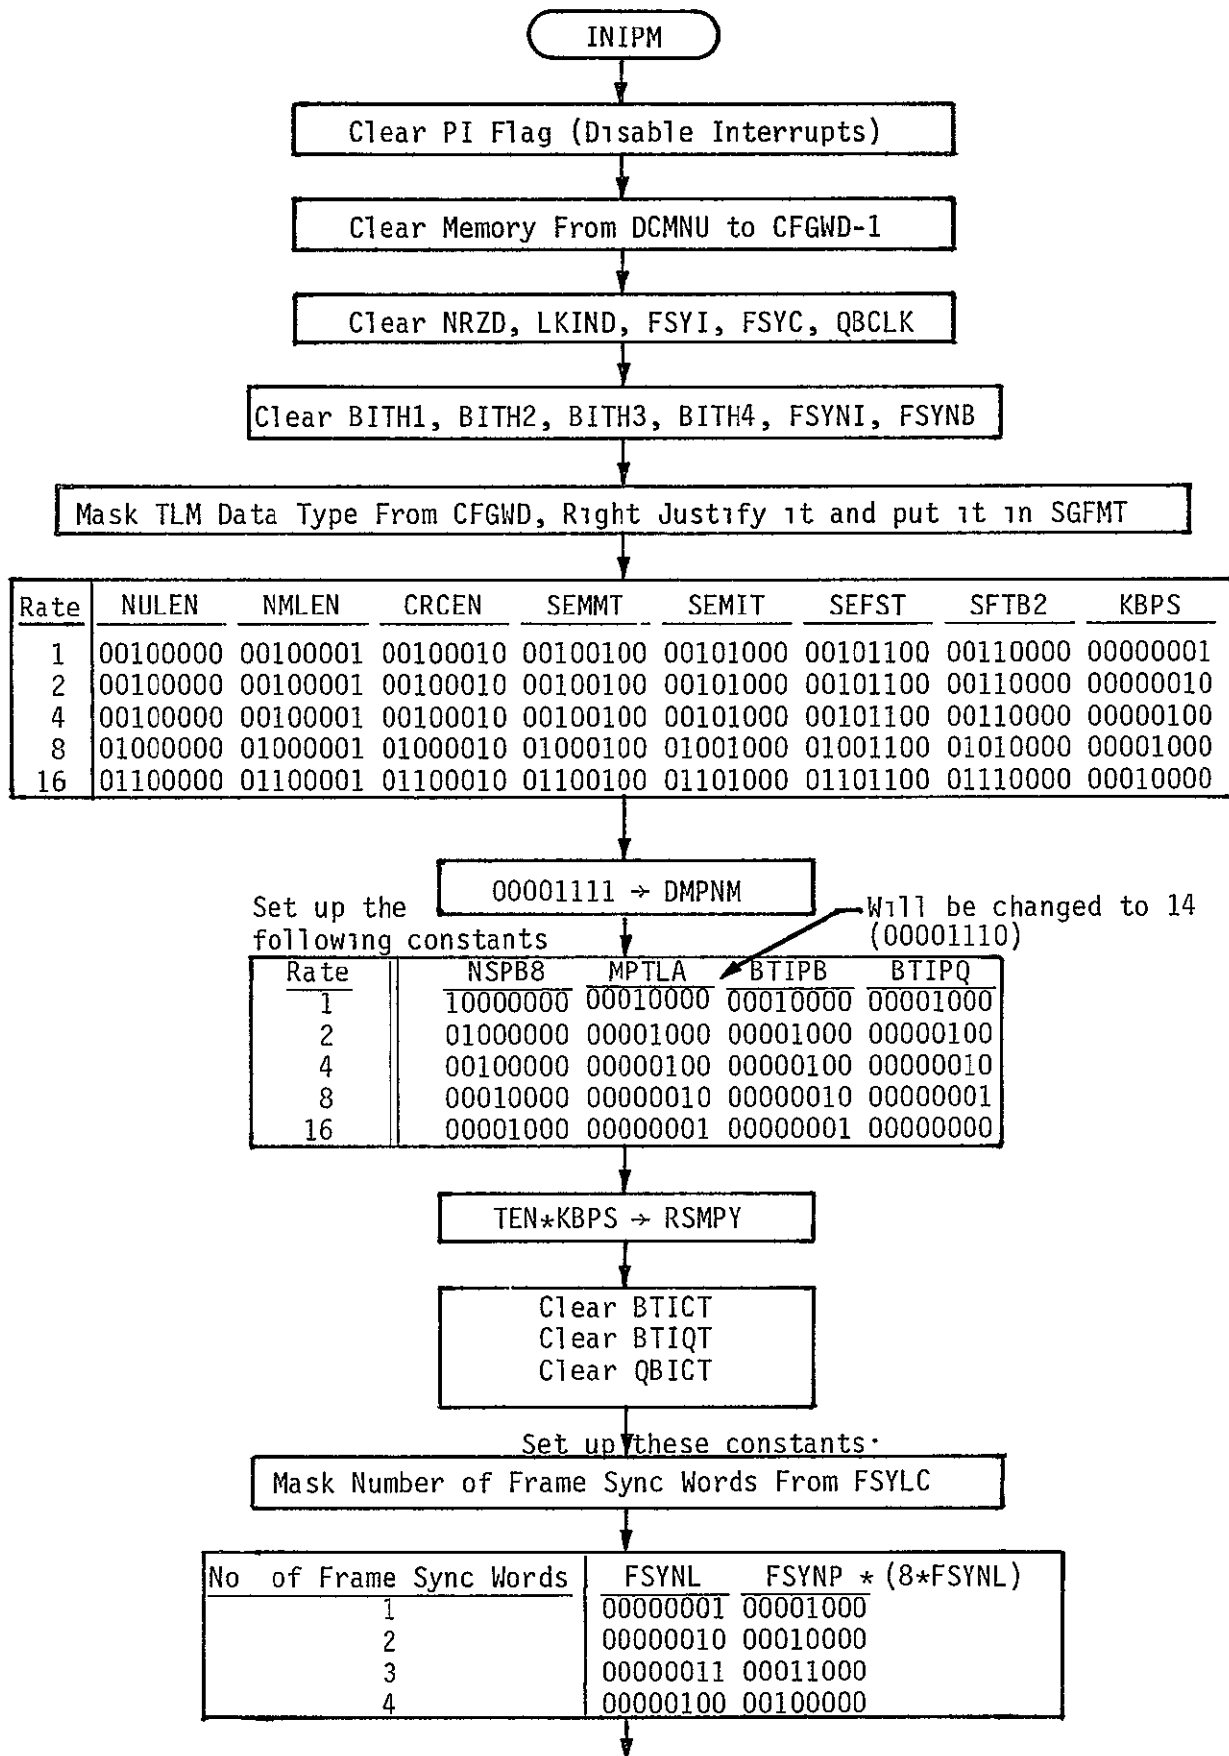 INIPM
Clear PI Flag (Disable Interrupts)
Clear Memory From DCMNU to CFGWD-1
Clear NRZD, LKIND, FSYI, FSYC, QBCLK
Clear BITH1, BITH2, BITH3, BITH4, FSYNI, FSYNB
Mask TLM Data Type From CFGWD, Right Justify it and put it in SGFMT
Rate NULEN NMLEN CRCEN SEMMT SEMIT SEFST SFTB2 KBPS
1 00100000 00100001 00100010 00100100 00101000 00101100 00110000 00000001
2 00100000 00100001 00100010 00100100 00101000 00101100 00110000 00000010
4 00100000 00100001 00100010 00100100 00101000 00101100 00110000 00000100
8 01000000 01000001 01000010 01000100 01001000 01001100 01010000 00001000
16 01100000 01100001 01100010 01100100 01101000 01101100 01110000 00010000
00001111 → DMPNM
Set up the
following constants
Will be changed to 14
(00001110)
Rate NSPB8 MPTLA BTIPB BTIPQ
1 10000000 00010000 00010000 00001000
2 01000000 00001000 00001000 00000100
4 00100000 00000100 00000100 00000010
8 00010000 00000010 00000010 00000001
16 00001000 00000001 00000001 00000000
TEN*KBPS → RSMPY
Clear BTICT
Clear BTIQT
Clear QBICT
Set up these constants·
Mask Number of Frame Sync Words From FSYLC
No of Frame Sync Words FSYNL FSYNP * (8*FSYNL)
1 00000001 00001000
2 00000010 00010000
3 00000011 00011000
4 00000100 00100000